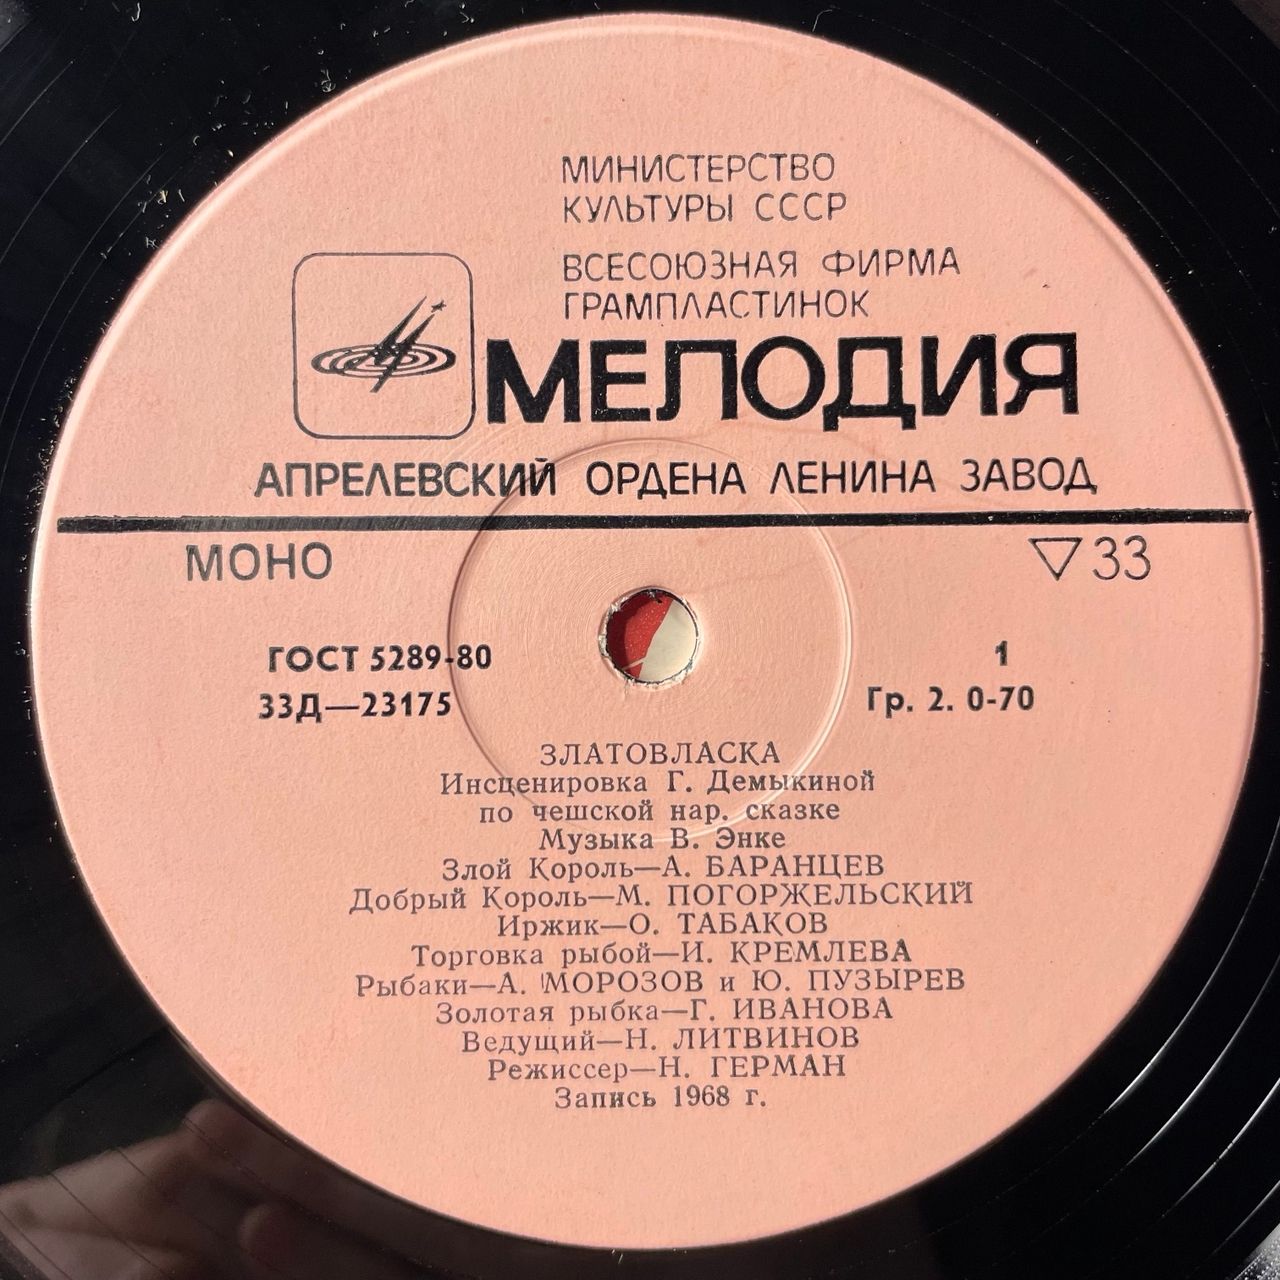 МИНИСТЕРСТВО
КУЛЬТУРЫ СССР
ВСЕСОЮЗНАЯ ФИРМА
ГРАМПЛАСТИНОК
МЕЛОДИЯ
АПРЕЛЕВСКИЙ ОРДЕНА ЛЕНИНА ЗАВОД
МОНО ▽33
ГОСТ 5289-80 1
33Д—23175 Гр. 2. 0-70
ЗЛАТОВЛАСКА
Инсценировка Г. Демыкиной
по чешской нар. сказке
Музыка В. Энке
Злой Король—А. БАРАНЦЕВ
Добрый Король—М. ПОГОРЖЕЛЬСКИЙ
Иржик—О. ТАБАКОВ
Торговка рыбой—И. КРЕМЛЕВА
Рыбаки—А. МОРОЗОВ и Ю. ПУЗЫРЕВ
Золотая рыбка—Г. ИВАНОВА
Ведущий—Н. ЛИТВИНОВ
Режиссер—Н. ГЕРМАН
Запись 1968 г.